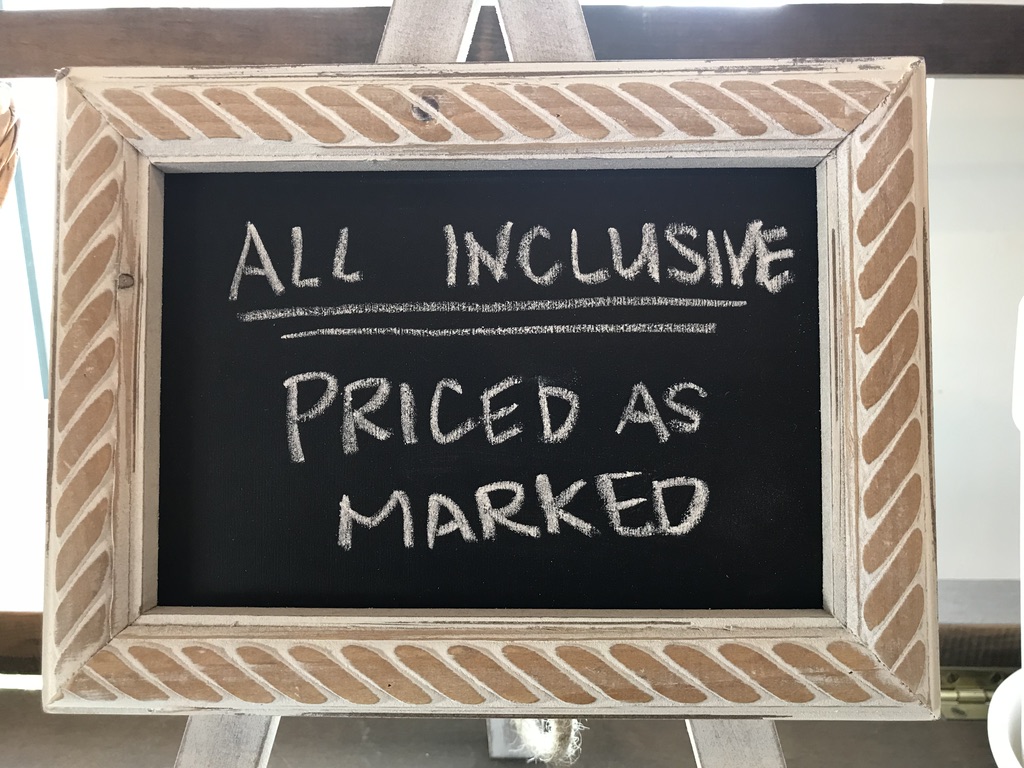 ALL INCLUSIVE
PRICED AS
MARKED